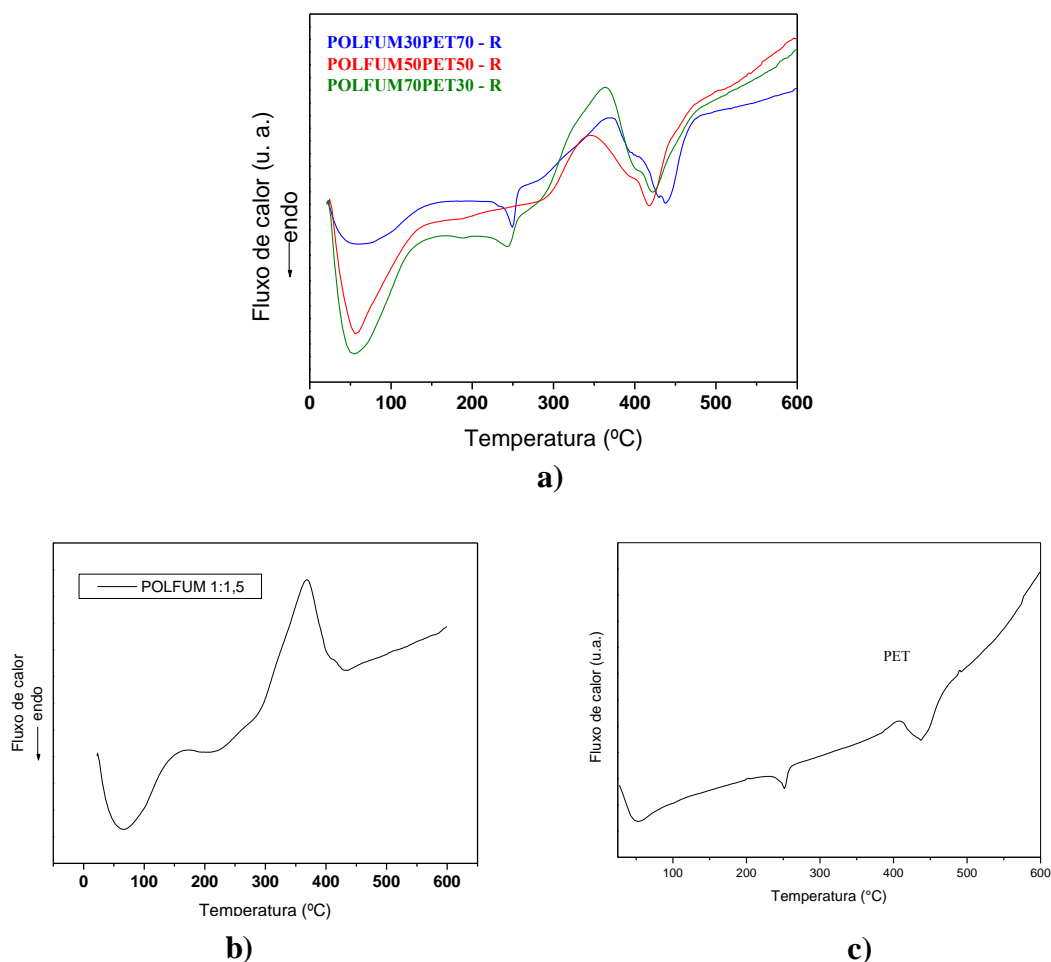 POLFUM30PET70 - R
POLFUM50PET50 - R
POLFUM70PET30 - R
Fluxo de calor (u. a.)
endo
0 100 200 300 400 500 600
Temperatura (ºC)
a)
POLFUM 1:1,5
Fluxo de calor
endo
0 100 200 300 400 500 600
Temperatura (ºC)
b)
PET
Fluxo de calor (u.a.)
100 200 300 400 500 600
Temperatura (°C)
c)